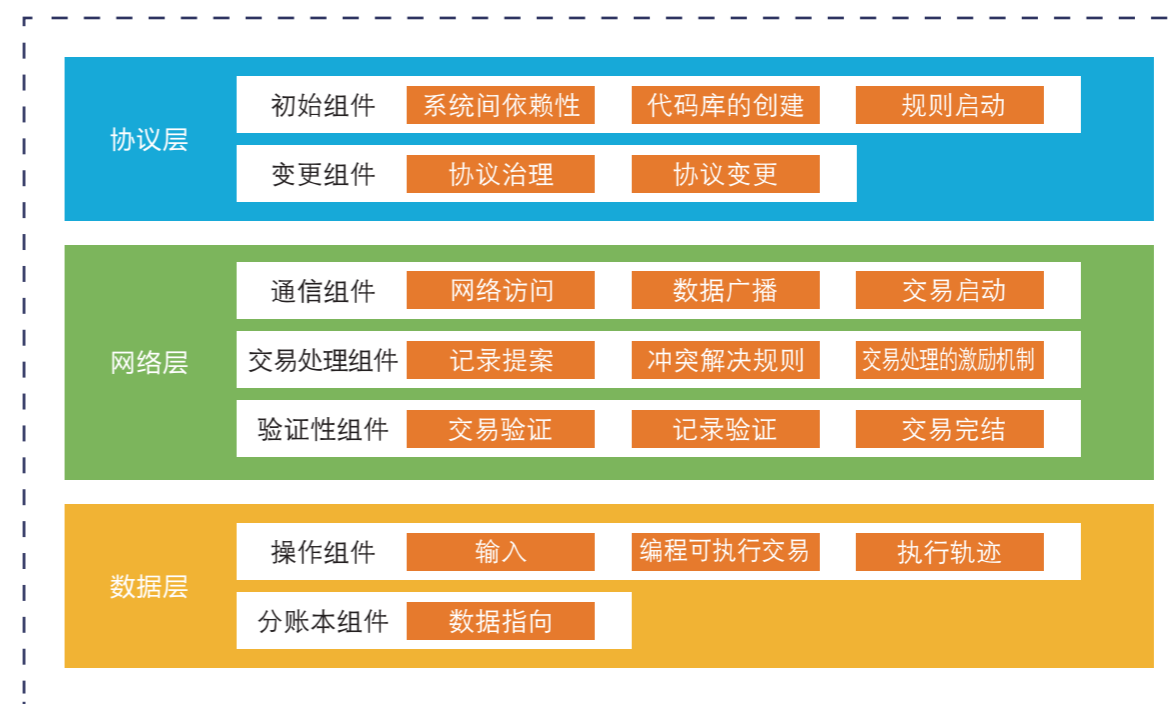 协议层
初始组件 系统间依赖性 代码库的创建 规则启动
变更组件 协议治理 协议变更
网络层
通信组件 网络访问 数据广播 交易启动
交易处理组件 记录提案 冲突解决规则 交易处理的激励机制
验证性组件 交易验证 记录验证 交易完结
数据层
操作组件 输入 编程可执行交易 执行轨迹
分账本组件 数据指向